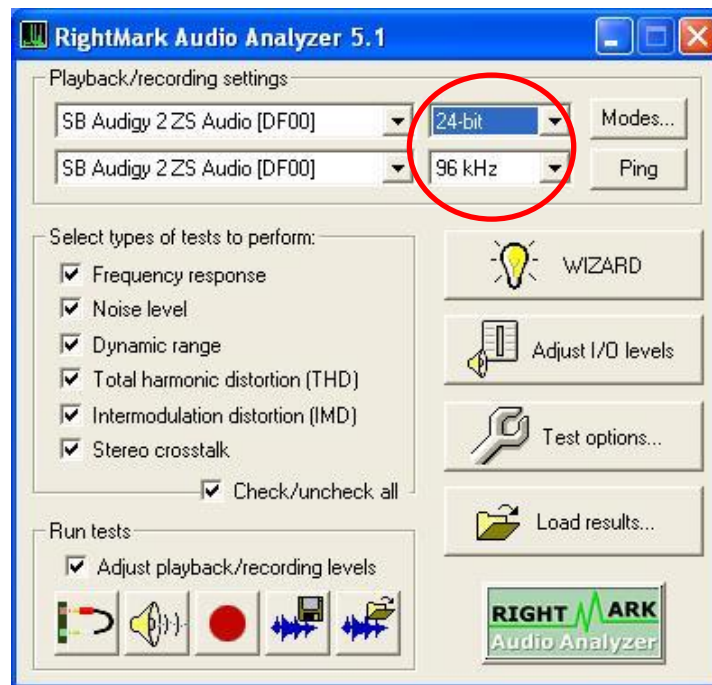 RightMark Audio Analyzer 5.1
Playback/recording settings
SB Audigy 2 ZS Audio [DF00] 24-bit Modes...
SB Audigy 2 ZS Audio [DF00] 96 kHz Ping
Select types of tests to perform:
Frequency response
Noise level
Dynamic range
Total harmonic distortion (THD)
Intermodulation distortion (IMD)
Stereo crosstalk
Check/uncheck all
WIZARD
Adjust I/O levels
Test options...
Load results...
Run tests
Adjust playback/recording levels
RIGHT MARK
Audio Analyzer